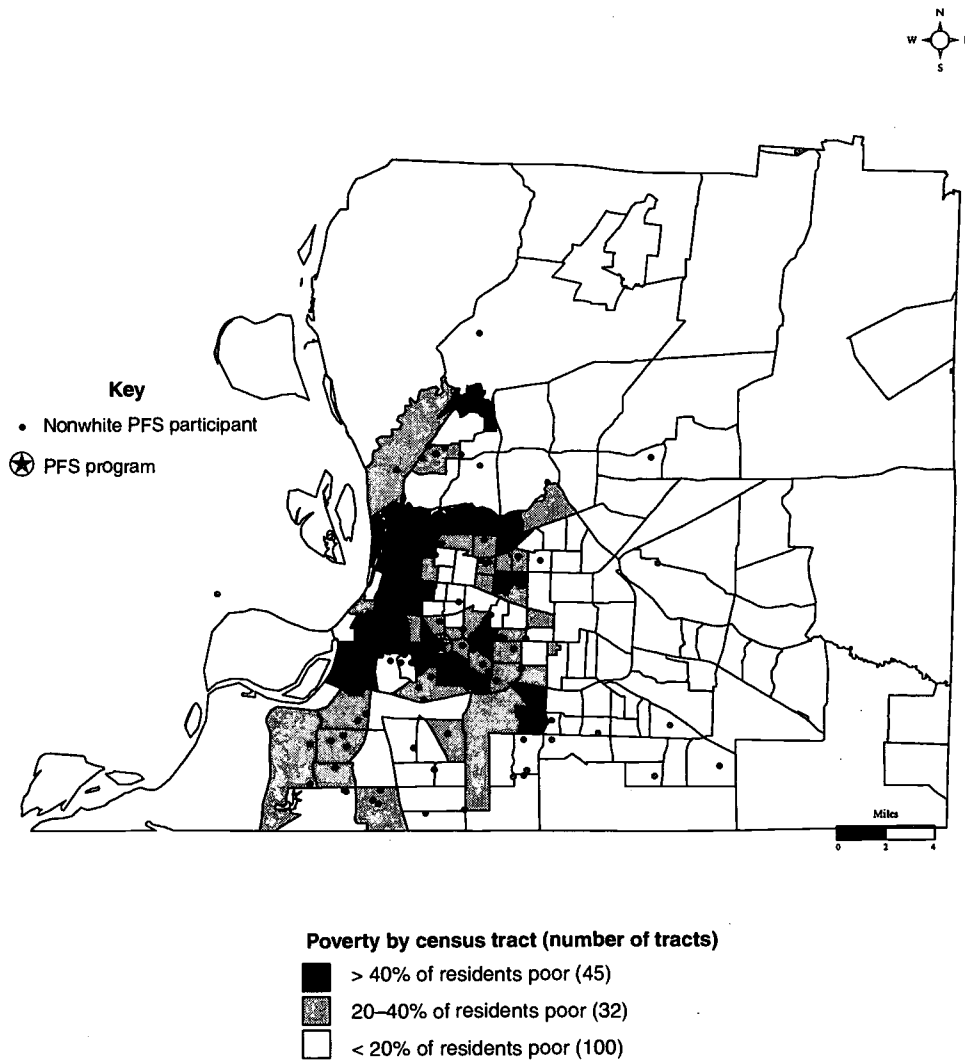 N
W
S
Key
Nonwhite PFS participant
PFS program
Miles
0 2 4
Poverty by census tract (number of tracts)
> 40% of residents poor (45)
20–40% of residents poor (32)
< 20% of residents poor (100)